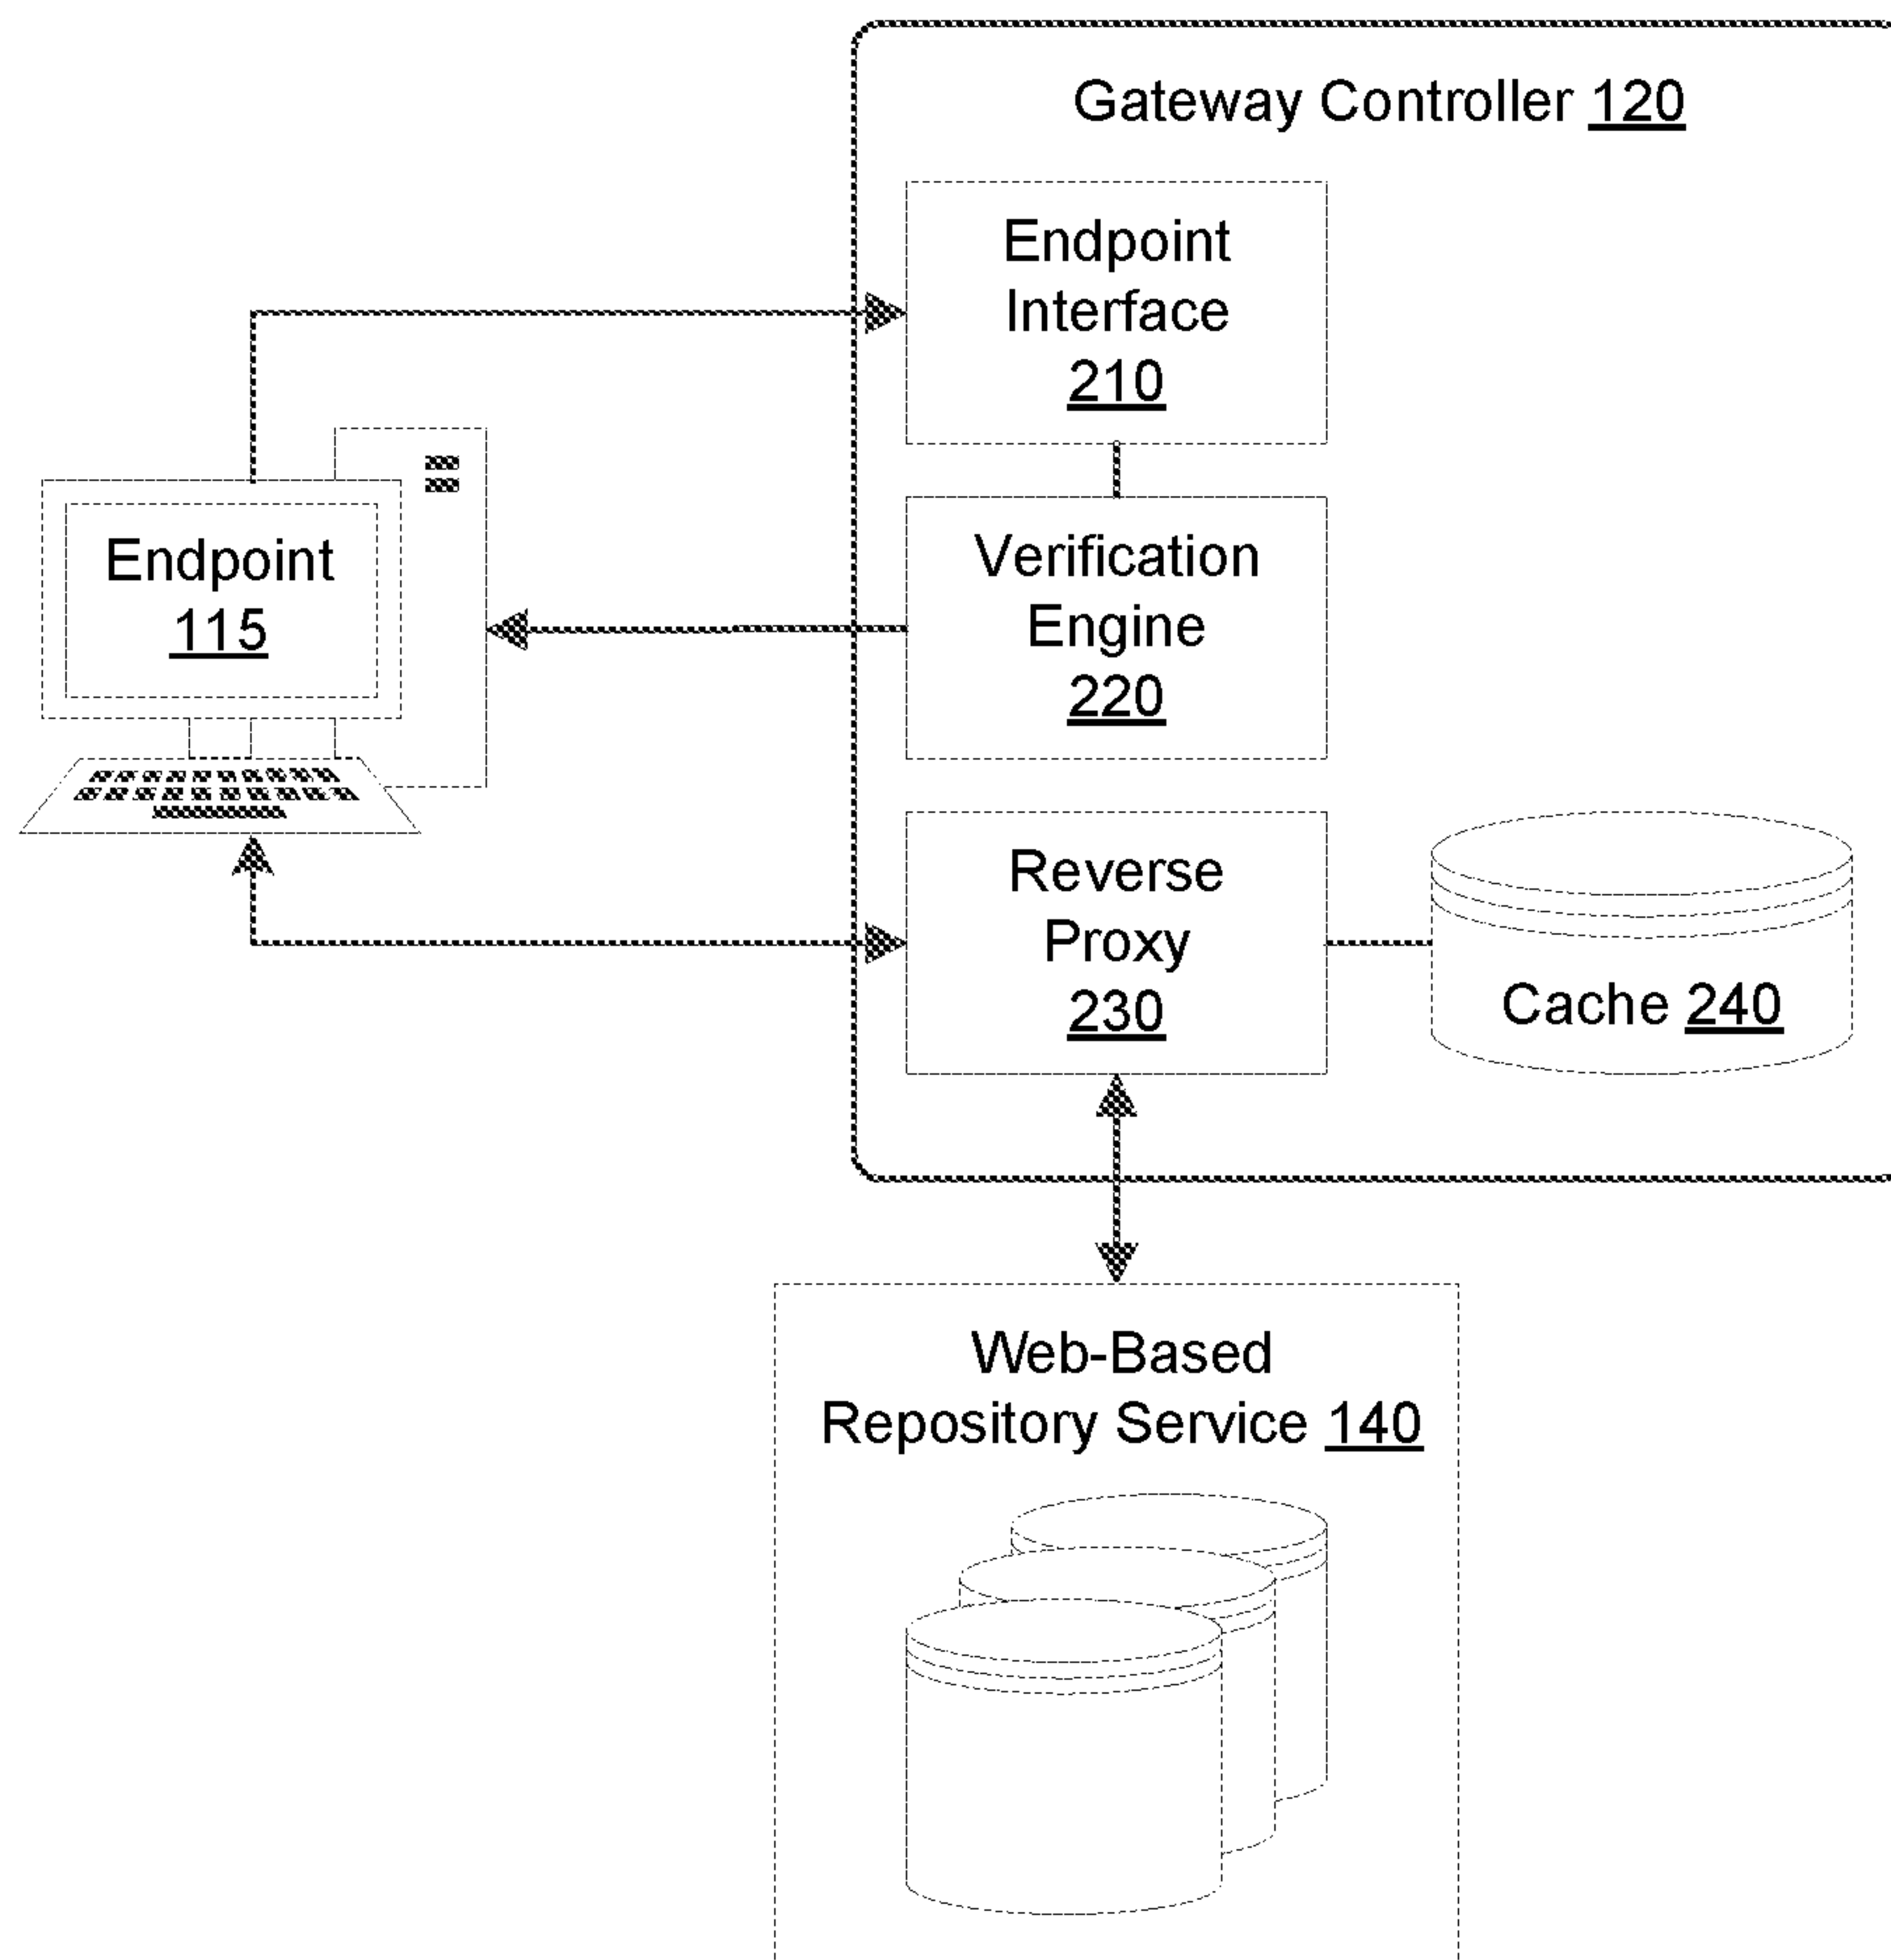 Gateway Controller 120
Endpoint
Interface
210
Endpoint
115
Verification
Engine
220
Reverse
Proxy
230
Cache 240
Web-Based
Repository Service 140